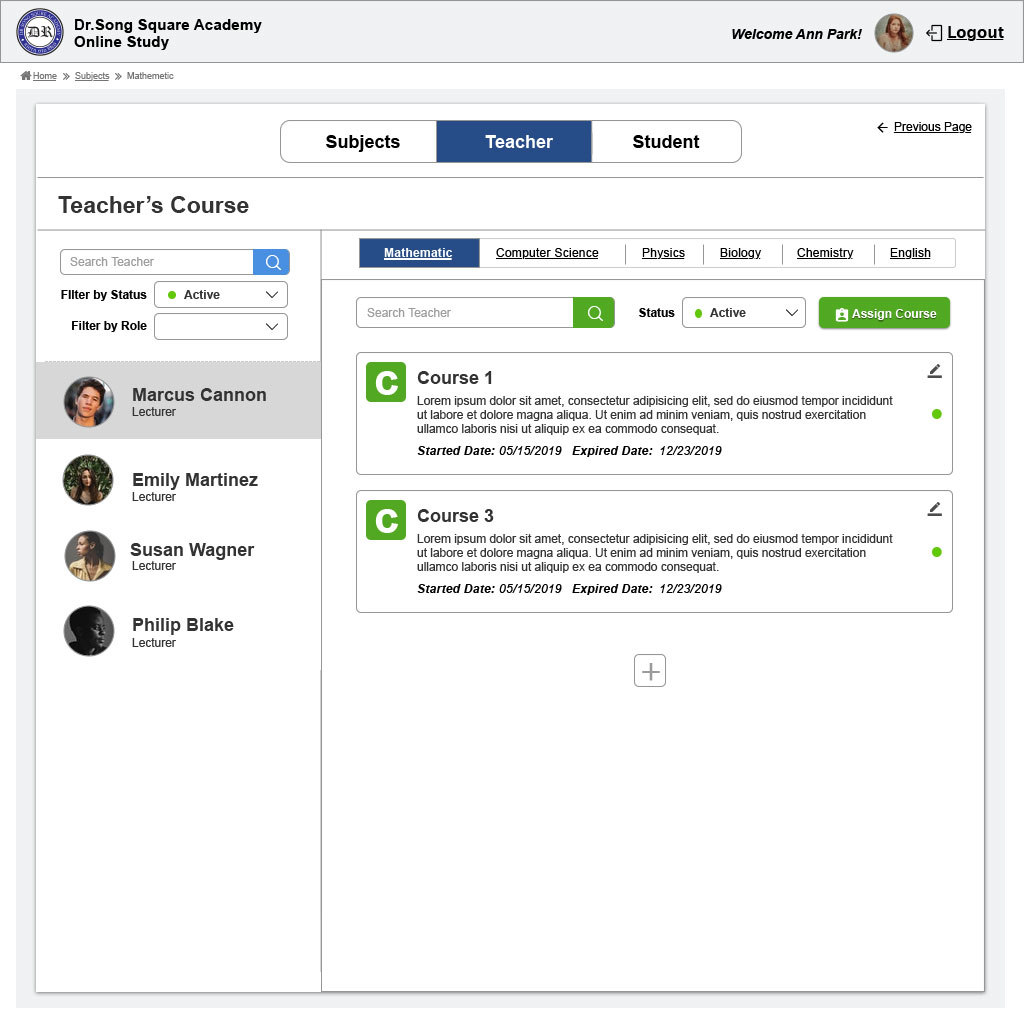 DR
Dr.Song Square Academy
Online Study
Welcome Ann Park!
Logout
Home
Subjects
Mathemetic
Subjects
Teacher
Student
Previous Page
Teacher’s Course
Search Teacher
FIlter by Status
Active
Filter by Role
Marcus Cannon
Lecturer
Emily Martinez
Lecturer
Susan Wagner
Lecturer
Philip Blake
Lecturer
Mathematic
Computer Science
Physics
Biology
Chemistry
English
Search Teacher
Status
Active
Assign Course
C
Course 1
Lorem ipsum dolor sit amet, consectetur adipisicing elit, sed do eiusmod tempor incididunt
ut labore et dolore magna aliqua. Ut enim ad minim veniam, quis nostrud exercitation
ullamco laboris nisi ut aliquip ex ea commodo consequat.
Started Date: 05/15/2019 Expired Date: 12/23/2019
C
Course 3
Lorem ipsum dolor sit amet, consectetur adipisicing elit, sed do eiusmod tempor incididunt
ut labore et dolore magna aliqua. Ut enim ad minim veniam, quis nostrud exercitation
ullamco laboris nisi ut aliquip ex ea commodo consequat.
Started Date: 05/15/2019 Expired Date: 12/23/2019